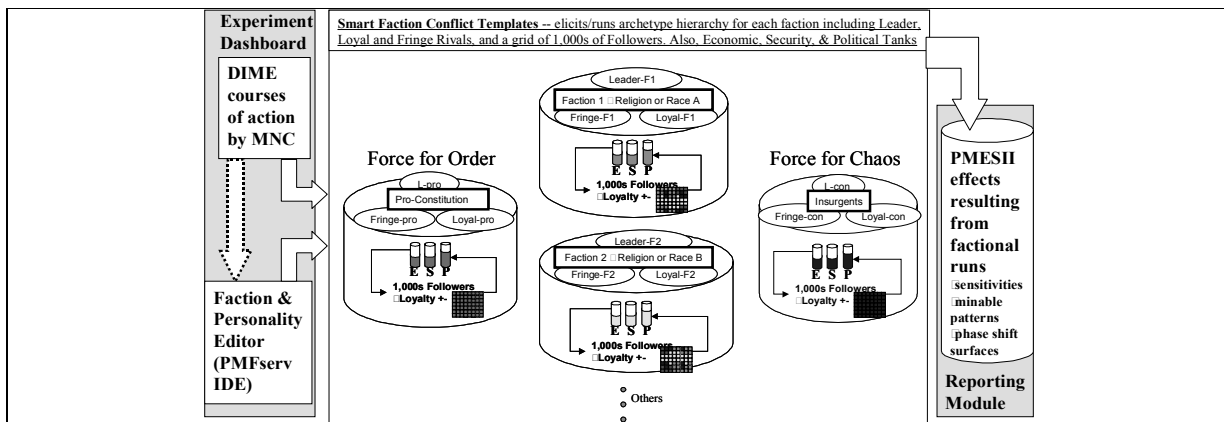 Experiment
Dashboard
DIME
courses
of action
by MNC
Faction &
Personality
Editor
(PMFserv
IDE)
Smart Faction Conflict Templates -- elicits/runs archetype hierarchy for each faction including Leader,
Loyal and Fringe Rivals, and a grid of 1,000s of Followers. Also, Economic, Security, & Political Tanks
Force for Order
L-pro
Pro-Constitution
Fringe-pro
Loyal-pro
E S P
1,000s Followers
□Loyalty +-
Leader-F1
Faction 1 □Religion or Race A
Fringe-F1
Loyal-F1
E S P
1,000s Followers
□Loyalty +-
Leader-F2
Faction 2 □Religion or Race B
Fringe-F2
Loyal-F2
E S P
1,000s Followers
□Loyalty +-
Others
Force for Chaos
L-con
Insurgents
Fringe-con
Loyal-con
E S P
1,000s Followers
□Loyalty +-
PMESII
effects
resulting
from
factional
runs
□sensitivities
□minable
patterns
□phase shift
surfaces
Reporting
Module